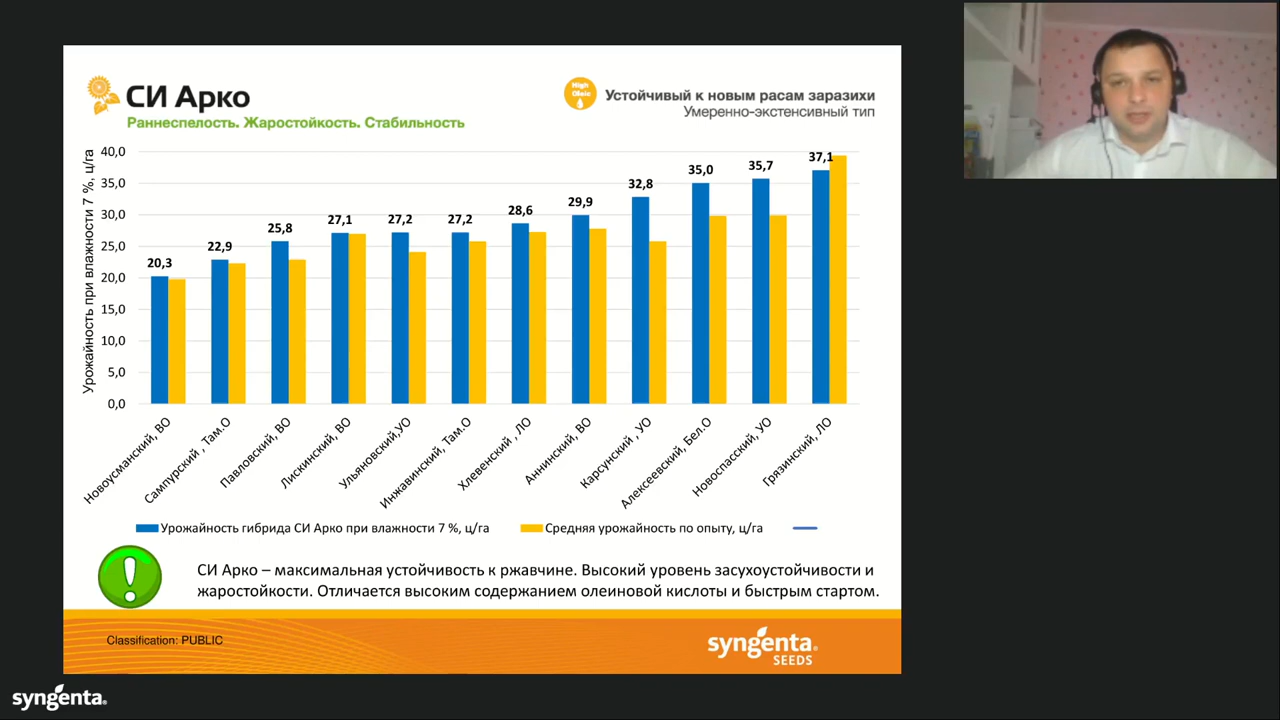 СИ Арко
Раннеспелость. Жаростойкость. Стабильность
High
Oleic
Устойчивый к новым расам заразихи
Умеренно-экстенсивный тип
Урожайность при влажности 7 %, ц/га
40,0
35,0
30,0
25,0
20,0
15,0
10,0
5,0
0,0
20,3
22,9
25,8
27,1
27,2
27,2
28,6
29,9
32,8
35,0
35,7
37,1
Новоусманский, ВО
Сампурский , Там.О
Павловский, ВО
Лискинский, ВО
Ульяновский,УО
Инжавинский, Там.О
Хлевенский , ЛО
Аннинский, ВО
Карсунский , УО
Алексеевский, Бел.О
Новоспасский, УО
Грязинский, ЛО
Урожайность гибрида СИ Арко при влажности 7 %, ц/га
Средняя урожайность по опыту, ц/га
СИ Арко – максимальная устойчивость к ржавчине. Высокий уровень засухоустойчивости и
жаростойкости. Отличается высоким содержанием олеиновой кислоты и быстрым стартом.
Classification: PUBLIC
syngenta®
SEEDS
syngenta®